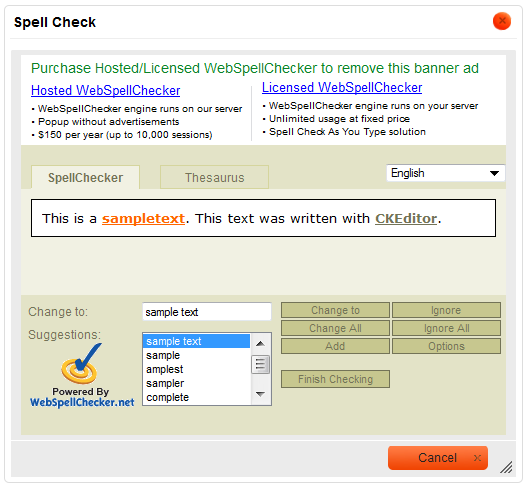 Spell Check
Purchase Hosted/Licensed WebSpellChecker to remove this banner ad
Hosted WebSpellChecker
• WebSpellChecker engine runs on our server
• Popup without advertisements
• $150 per year (up to 10,000 sessions)
Licensed WebSpellChecker
• WebSpellChecker engine runs on your server
• Unlimited usage at fixed price
• Spell Check As You Type solution
SpellChecker
Thesaurus
English
This is a sampletext. This text was written with CKEditor.
Change to:
sample text
Change to
Ignore
Change All
Ignore All
Add
Options
Finish Checking
Suggestions:
sample text
sample
amplest
sampler
complete
Powered By
WebSpellChecker.net
Cancel